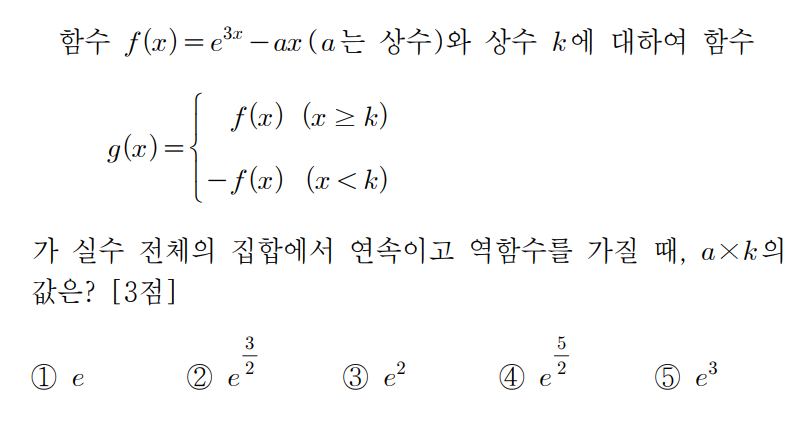 함수 f(x)=e^{3x}-ax(a는 상수)와 상수 k에 대하여 함수
g(x)={ f(x) (x≥k)
-f(x) (x<k)
가 실수 전체의 집합에서 연속이고 역함수를 가질 때, a×k의
값은? [3점]
① e ② e^{3/2} ③ e^2 ④ e^{5/2} ⑤ e^3